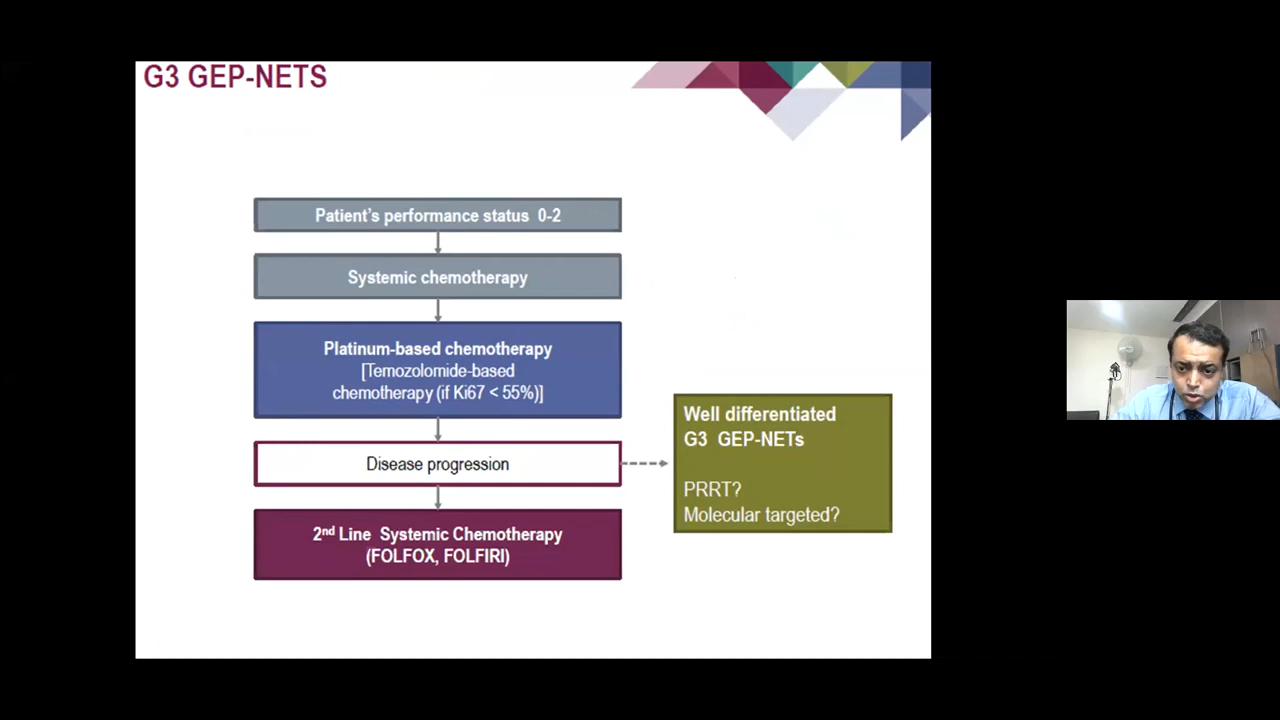 G3 GEP-NETS
Patient's performance status 0-2
Systemic chemotherapy
Platinum-based chemotherapy
[Temozolomide-based
chemotherapy (if Ki67 < 55%)]
Disease progression
2nd Line Systemic Chemotherapy
(FOLFOX, FOLFIRI)
Well differentiated
G3 GEP-NETs
PRRT?
Molecular targeted?